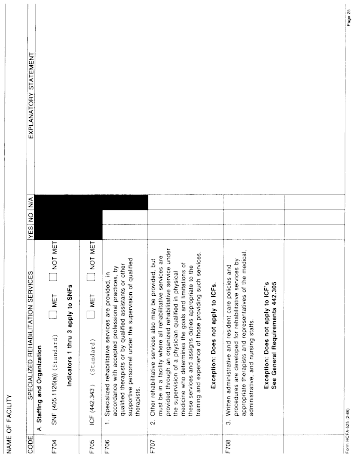 NAME OF FACILITY
CODE SPECIALIZED REHABILITATION SERVICES YES NO N/A EXPLANATORY STATEMENT
A. Staffing and Organization
F704 SNF (405.1126(a)) (Standard) MET NOT MET
Indicators 1 thru 3 apply to SNFs
F705 ICF (442.343) (Standard) MET NOT MET
F706 1. Specialized rehabilitative services are provided, in
accordance with accepted professional practices, by
qualified therapists or by qualified assistants or other
supportive personnel under the supervision of qualified
therapists.
F707 2. Other rehabilitative services also may be provided, but
must be in a facility where all rehabilitative services are
provided through an organized rehabilitative service under
the supervision of a physician qualified in physical
medicine who determines the goals and limitations of
these services and assigns duties appropriate to the
training and experience of those providing such services.
Exception: Does not apply to ICFs.
F708 3. Written administrative and resident care policies and
procedures are developed for rehabilitative services by
appropriate therapists and representatives of the medical,
administrative, and nursing staffs.
Exception: Does not apply to ICF's
See General Requirements 442.305
Page 25